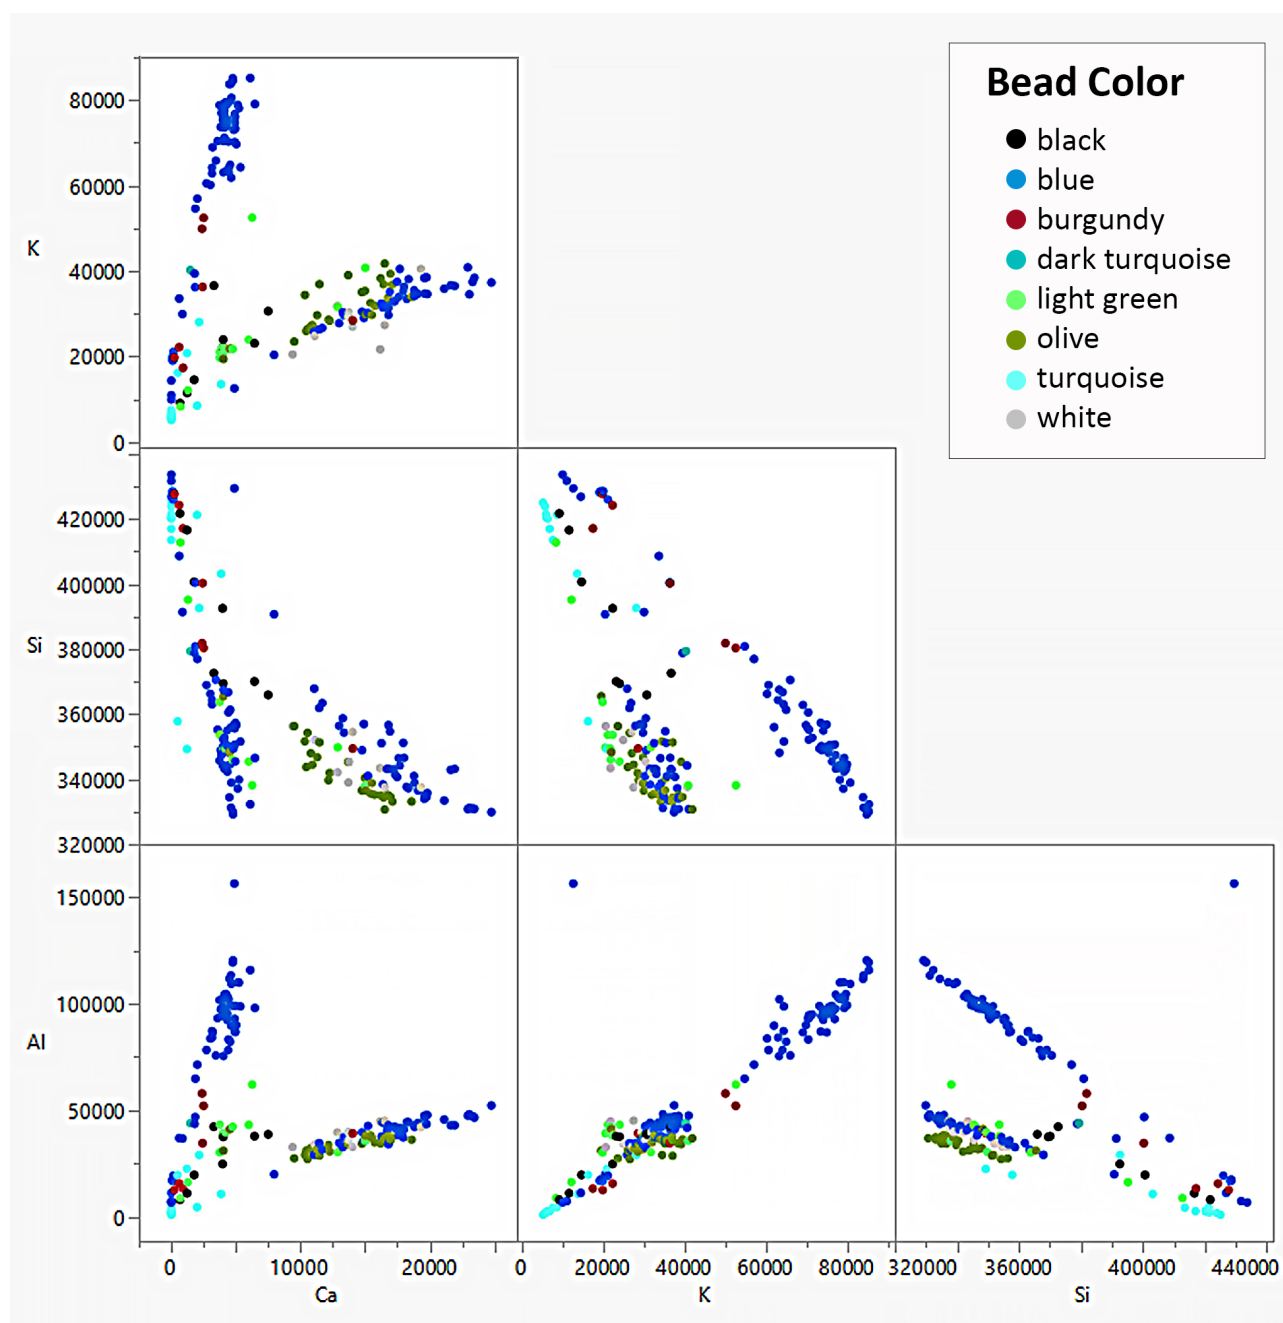 Bead Color
black
blue
burgundy
dark turquoise
light green
olive
turquoise
white
80000
60000
K
40000
20000
0
420000
400000
Si
380000
360000
340000
320000
150000
100000
Al
50000
0
0 10000 20000 0 20000 40000 60000 80000 320000 360000 400000 440000
Ca K Si